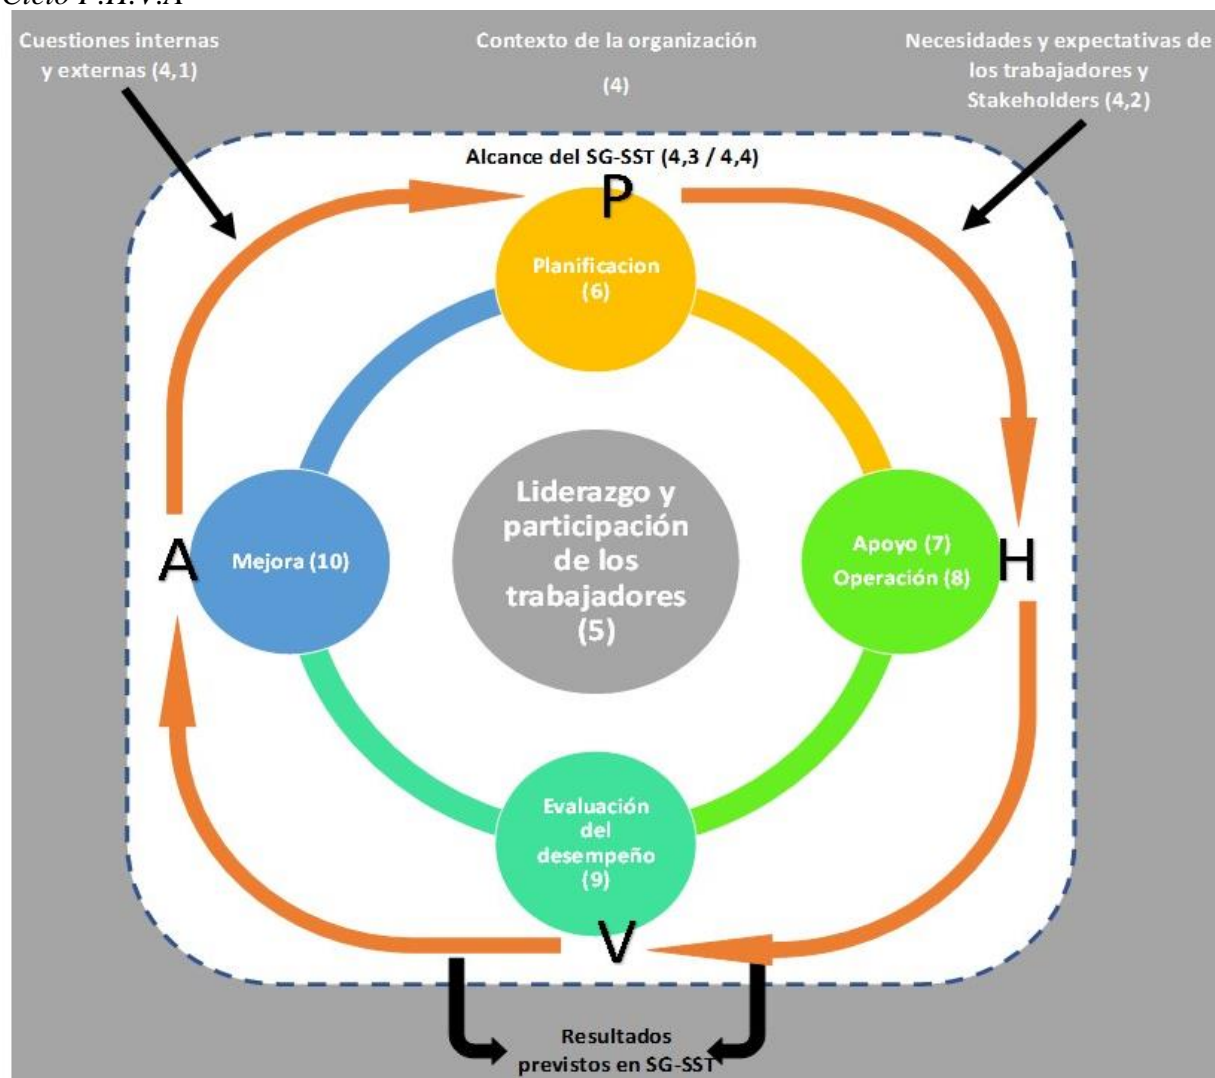 Ciclo P.H.V.A
Cuestiones internas
y externas (4,1)
Contexto de la organización
(4)
Necesidades y expectativas de
los trabajadores y
Stakeholders (4,2)
Alcance del SG-SST (4,3 / 4,4)
P
Planificacion
(6)
Liderazgo y
participación
de los
trabajadores
(5)
A
Mejora (10)
Apoyo (7)
Operación (8)
H
Evaluación
del
desempeño
(9)
V
Resultados
previstos en SG-SST